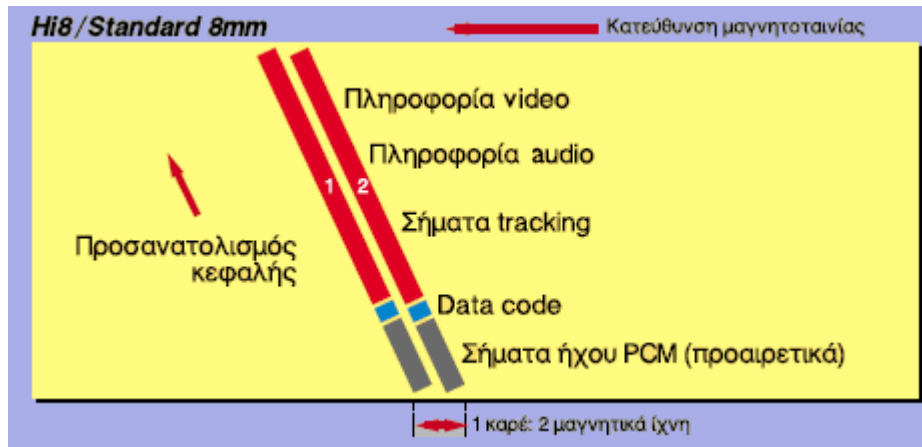 Hi8/Standard 8mm
Κατεύθυνση μαγνητοταινίας
Πληροφορία video
Πληροφορία audio
1 2
Σήματα tracking
Προσανατολισμός
κεφαλής
Data code
Σήματα ήχου PCM (προαιρετικά)
1 καρέ: 2 μαγνητικά ίχνη